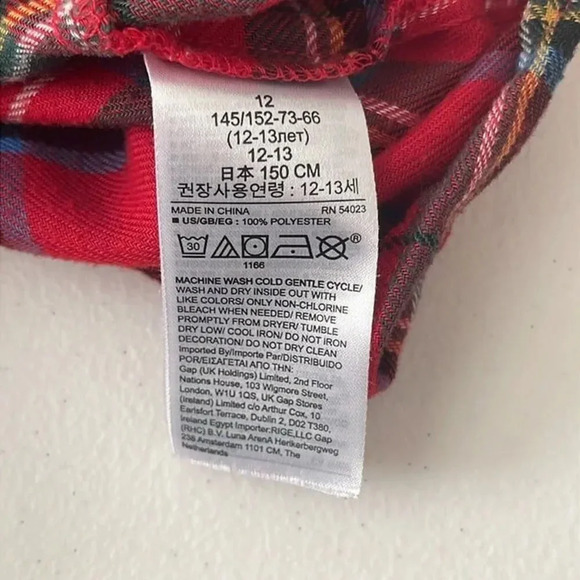 12
145/152-73-66
(12-13лет)
12-13
日本 150 CM
권장사용연령 : 12-13세
MADE IN CHINA RN 54023
■ US/GB/EG : 100% POLYESTER
30
1166
MACHINE WASH COLD GENTLE CYCLE/
WASH AND DRY INSIDE OUT WITH
LIKE COLORS/ ONLY NON-CHLORINE
BLEACH WHEN NEEDED/ REMOVE
PROMPTLY FROM DRYER/ TUMBLE
DRY LOW/ COOL IRON/ DO NOT IRON
DECORATION/ DO NOT DRY CLEAN
Imported By/Importe Par/DISTRIBUIDO
POR/ΕΙΣΑΓΕΤΑΙ ΑΠΟ ΤΗΝ:
Gap (UK Holdings) Limited, 2nd Floor
Nations House, 103 Wigmore Street,
London, W1U 1QS, UK Gap Stores
(Ireland) Limited c/o Arthur Cox, 10
Earlsfort Terrace, Dublin 2, D02 T380,
Ireland Egypt Importer:RIGE,LLC Gap
(RHC) B.V. Luna ArenA Herikerbergweg
238 Amsterdam 1101 CM, The
Netherlands